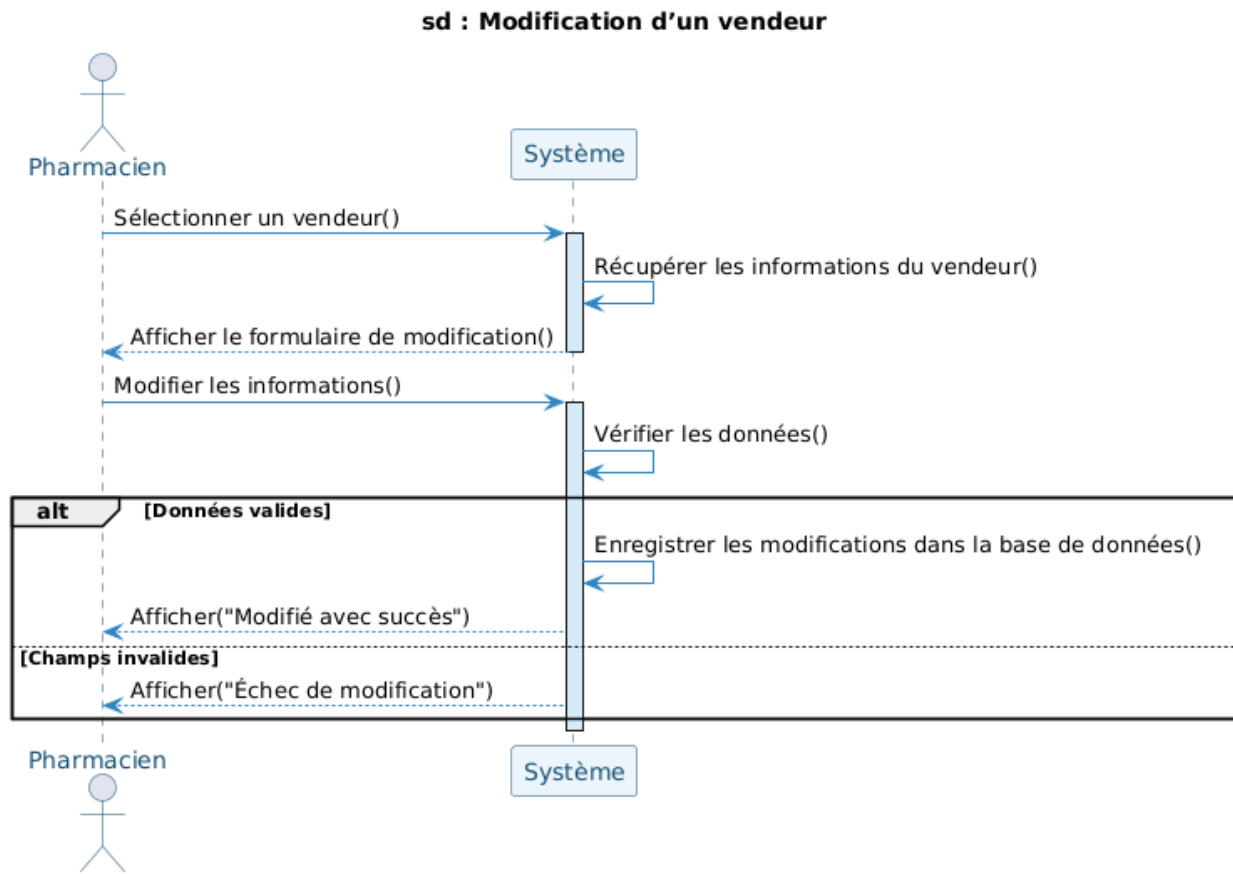 sd : Modification d’un vendeur
Pharmacien
Système
Sélectionner un vendeur()
Récupérer les informations du vendeur()
Afficher le formulaire de modification()
Modifier les informations()
Vérifier les données()
alt
[Données valides]
Enregistrer les modifications dans la base de données()
Afficher("Modifié avec succès")
[Champs invalides]
Afficher("Échec de modification")
Pharmacien
Système